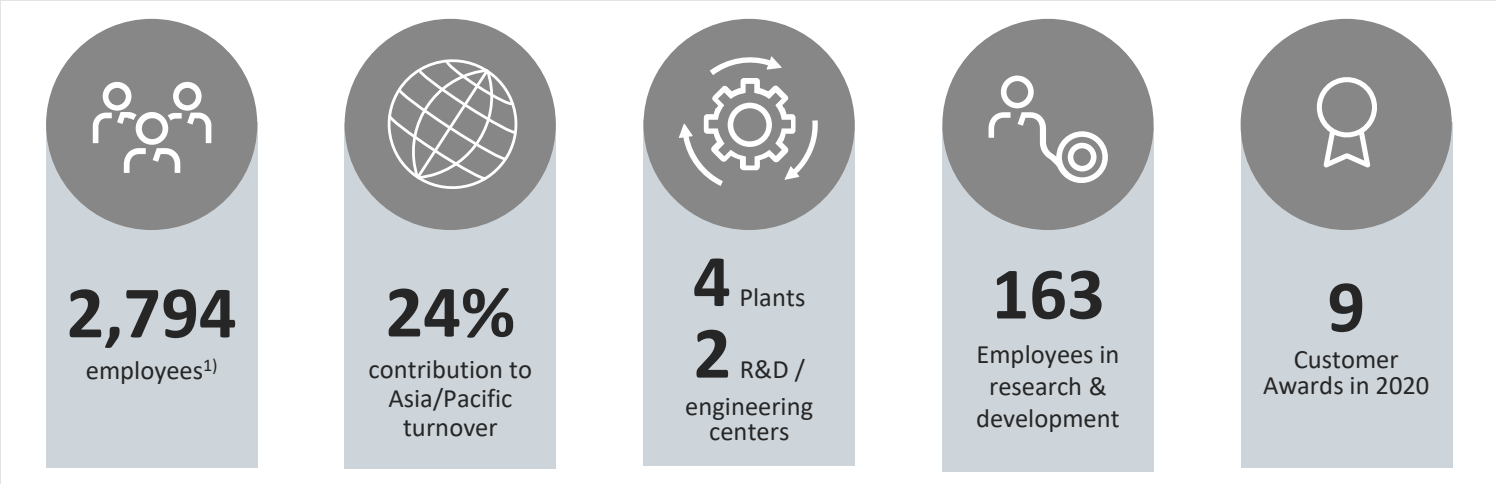 2,794
employees1)
24%
contribution to
Asia/Pacific
turnover
4 Plants
2 R&D /
engineering
centers
163
Employees in
research &
development
9
Customer
Awards in 2020